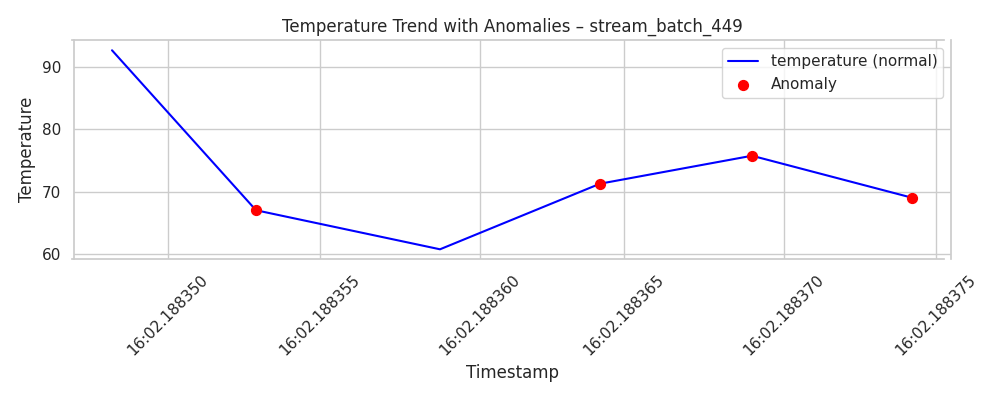 Temperature Trend with Anomalies – stream_batch_449
temperature (normal)
Anomaly
Temperature
90
80
70
60
16:02.188350
16:02.188355
16:02.188360
16:02.188365
16:02.188370
16:02.188375
Timestamp